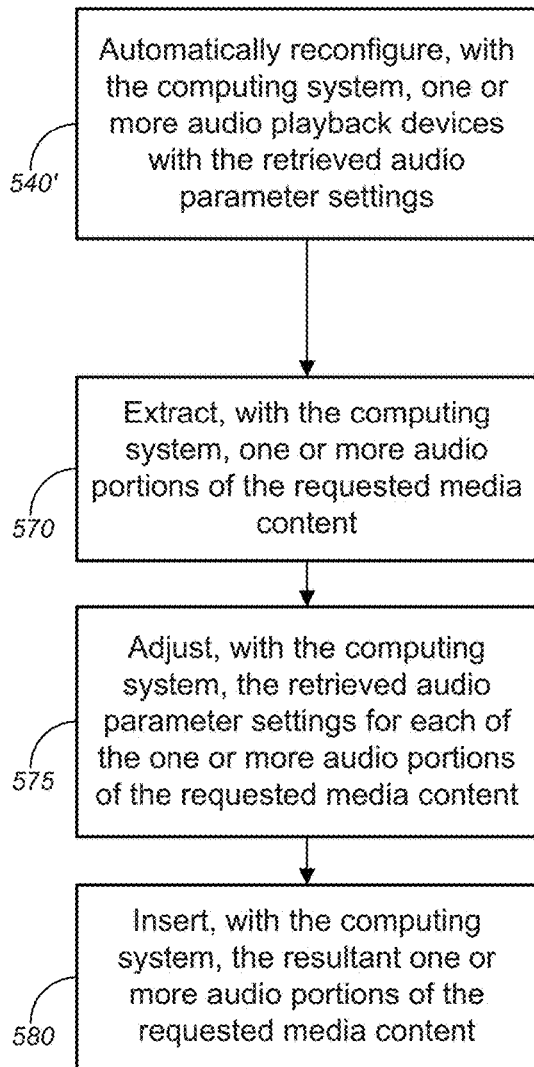 Automatically reconfigure, with
the computing system, one or
more audio playback devices
with the retrieved audio
parameter settings
540'
Extract, with the computing
system, one or more audio
portions of the requested media
content
570
Adjust, with the computing
system, the retrieved audio
parameter settings for each of
the one or more audio portions
of the requested media content
575
Insert, with the computing
system, the resultant one or
more audio portions of the
requested media content
580